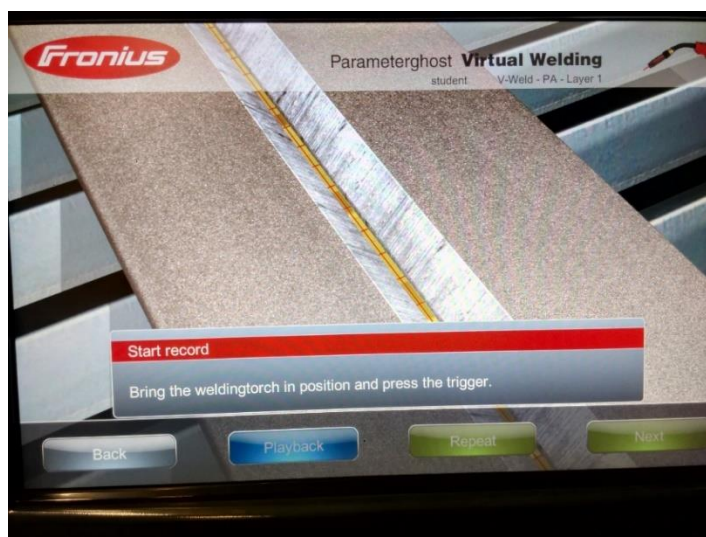 Fronius
Parameterghost Virtual Welding
student V-Weld - PA - Layer 1
Start record
Bring the weldingtorch in position and press the trigger.
Back Playback Repeat Next